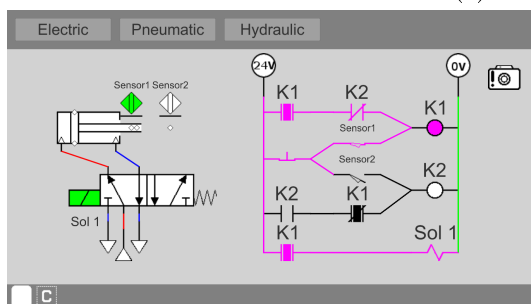 Electric Pneumatic Hydraulic
24V 0V
Sensor1 Sensor2
K1 K2
K1
Sensor1
Sensor2
K2
K2 K1
Sol 1
K1 Sol 1
C